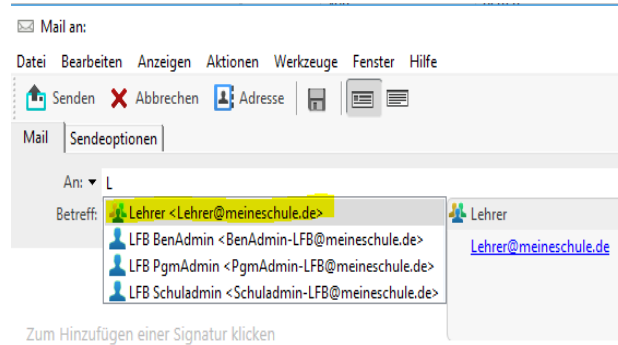 Mail an:
Datei Bearbeiten Anzeigen Aktionen Werkzeuge Fenster Hilfe
Senden Abbrechen Adresse
Mail Sendeoptionen
An: L
Betreff: Lehrer <Lehrer@meineschule.de> Lehrer
LFB BenAdmin <BenAdmin-LFB@meineschule.de> Lehrer@meineschule.de
LFB PgmAdmin <PgmAdmin-LFB@meineschule.de>
LFB Schuladmin <Schuladmin-LFB@meineschule.de>
Zum Hinzufügen einer Signatur klicken